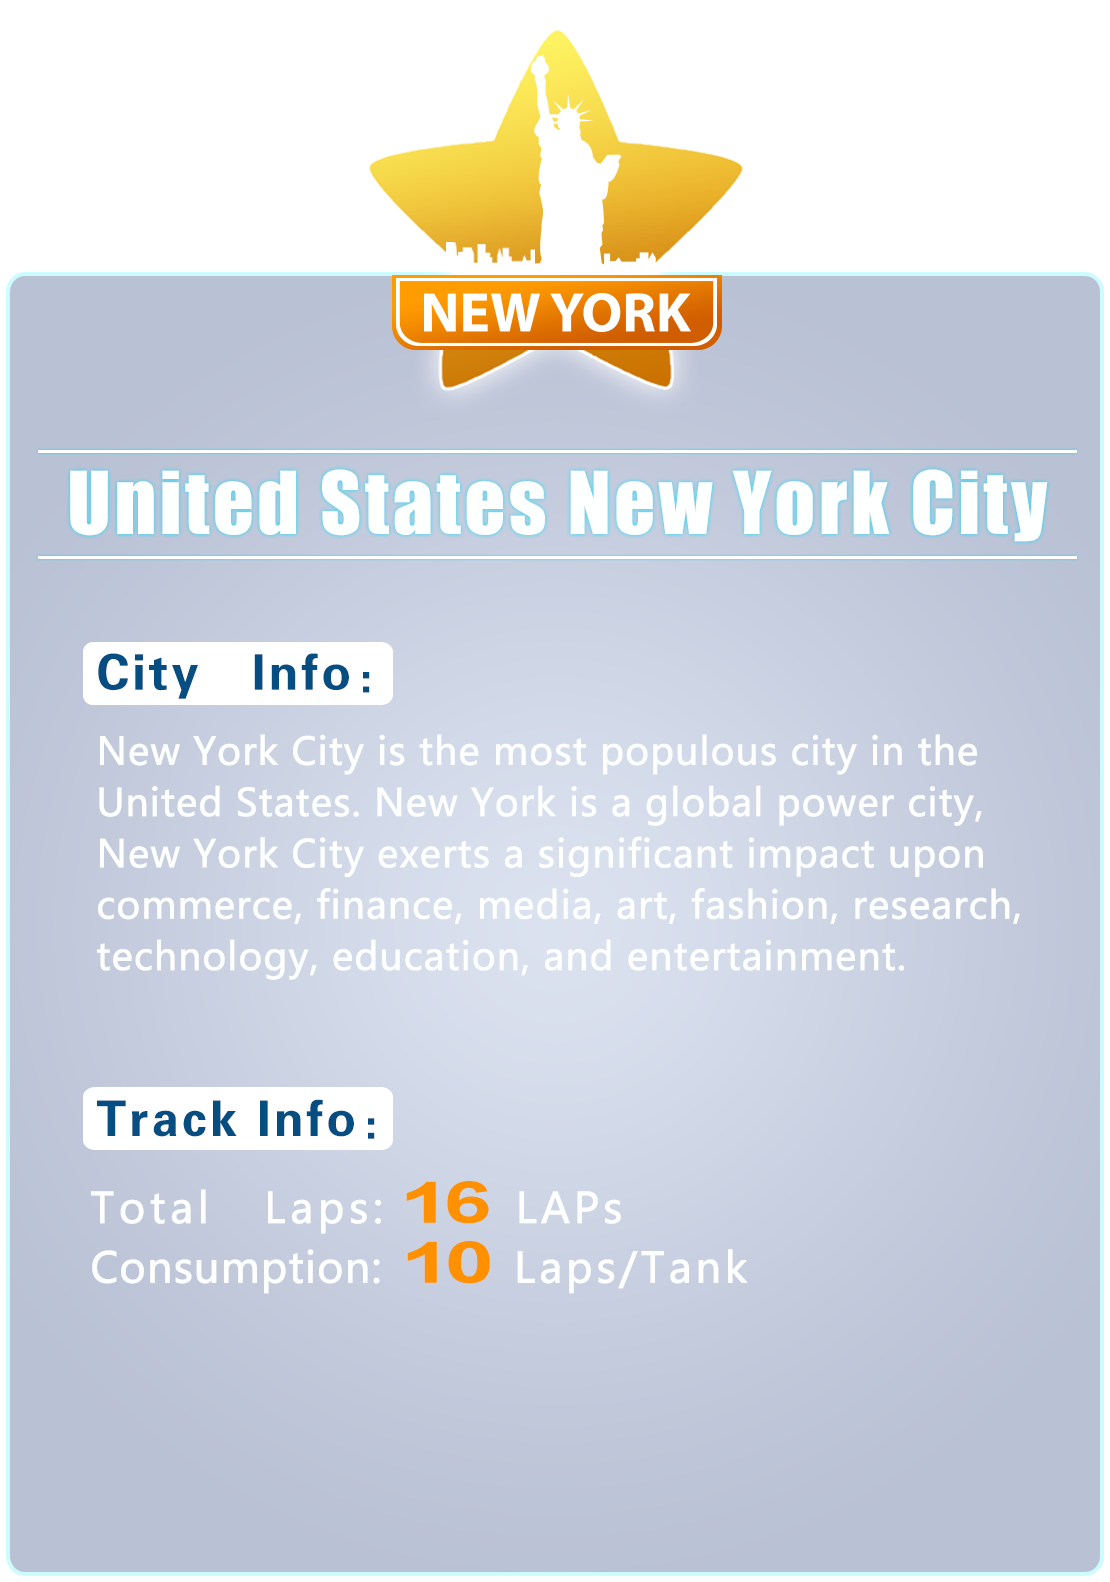 NEW YORK
United States New York City
City Info:
New York City is the most populous city in the
United States. New York is a global power city,
New York City exerts a significant impact upon
commerce, finance, media, art, fashion, research,
technology, education, and entertainment.
Track Info:
Total Laps: 16 LAPs
Consumption: 10 Laps/Tank